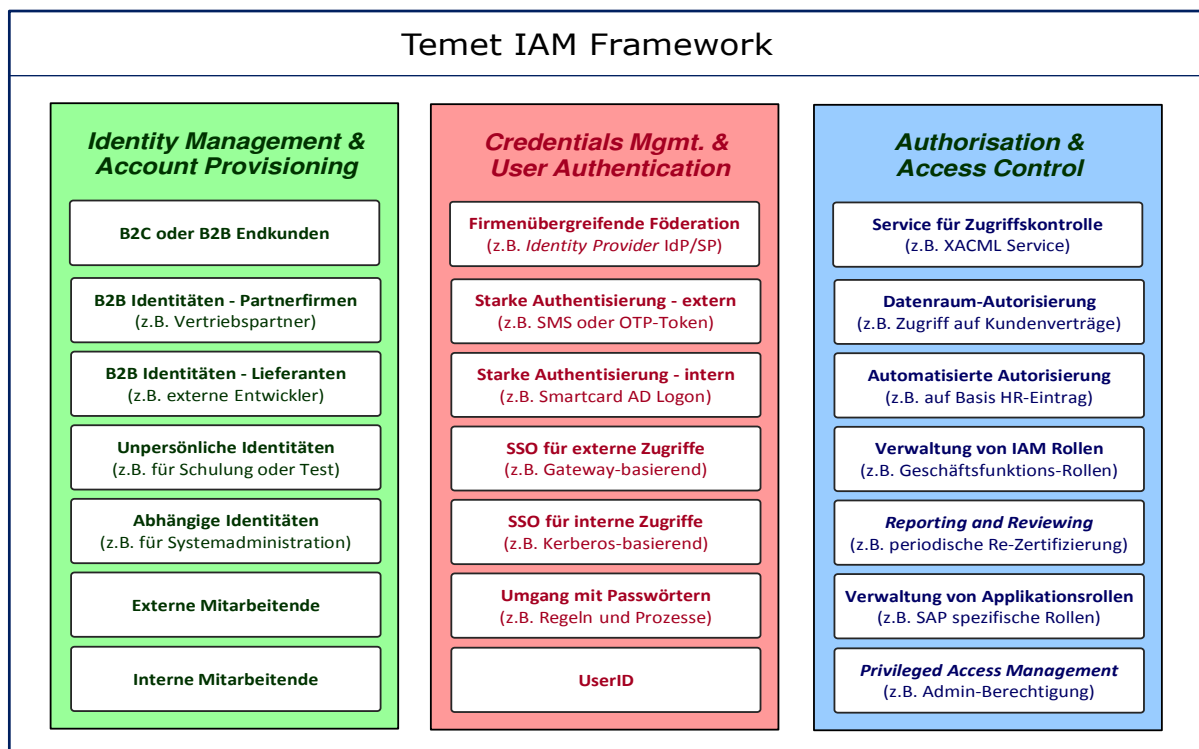 Temet IAM Framework
Identity Management &
Account Provisioning
B2C oder B2B Endkunden
B2B Identitäten - Partnerfirmen
(z.B. Vertriebspartner)
B2B Identitäten - Lieferanten
(z.B. externe Entwickler)
Unpersönliche Identitäten
(z.B. für Schulung oder Test)
Abhängige Identitäten
(z.B. für Systemadministration)
Externe Mitarbeitende
Interne Mitarbeitende
Credentials Mgmt. &
User Authentication
Firmenübergreifende Föderation
(z.B. Identity Provider IdP/SP)
Starke Authentisierung - extern
(z.B. SMS oder OTP-Token)
Starke Authentisierung - intern
(z.B. Smartcard AD Logon)
SSO für externe Zugriffe
(z.B. Gateway-basierend)
SSO für interne Zugriffe
(z.B. Kerberos-basierend)
Umgang mit Passwörtern
(z.B. Regeln und Prozesse)
UserID
Authorisation &
Access Control
Service für Zugriffskontrolle
(z.B. XACML Service)
Datenraum-Autorisierung
(z.B. Zugriff auf Kundenverträge)
Automatisierte Autorisierung
(z.B. auf Basis HR-Eintrag)
Verwaltung von IAM Rollen
(z.B. Geschäftsfunktions-Rollen)
Reporting and Reviewing
(z.B. periodische Re-Zertifizierung)
Verwaltung von Applikationsrollen
(z.B. SAP spezifische Rollen)
Privileged Access Management
(z.B. Admin-Berechtigung)